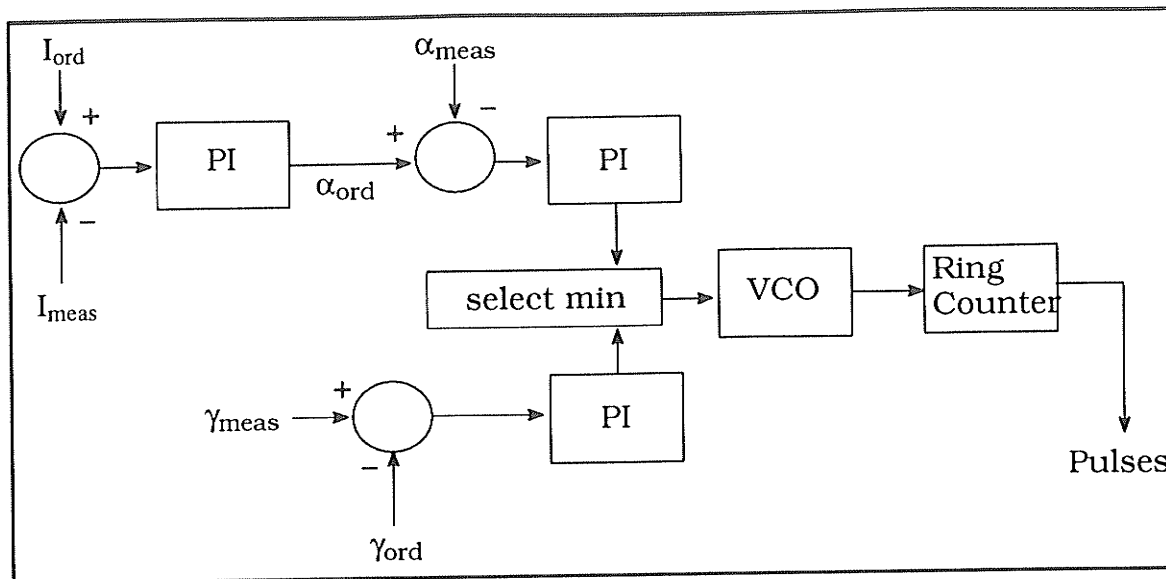 I_ord
α_meas
+
−
PI
+
PI
α_ord
−
I_meas
select min
VCO
Ring
Counter
+
γ_meas
PI
−
γ_ord
Pulses